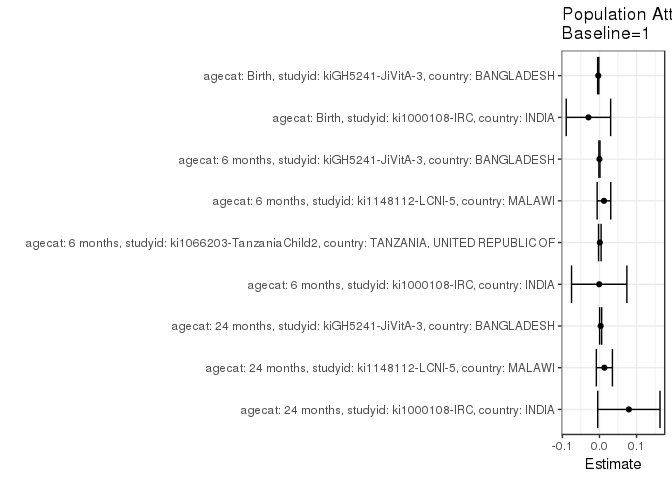 Population Att
Baseline=1
agecat: Birth, studyid: kiGH5241-JiVitA-3, country: BANGLADESH
agecat: Birth, studyid: ki1000108-IRC, country: INDIA
agecat: 6 months, studyid: kiGH5241-JiVitA-3, country: BANGLADESH
agecat: 6 months, studyid: ki1148112-LCNI-5, country: MALAWI
agecat: 6 months, studyid: ki1066203-TanzaniaChild2, country: TANZANIA, UNITED REPUBLIC OF
agecat: 6 months, studyid: ki1000108-IRC, country: INDIA
agecat: 24 months, studyid: kiGH5241-JiVitA-3, country: BANGLADESH
agecat: 24 months, studyid: ki1148112-LCNI-5, country: MALAWI
agecat: 24 months, studyid: ki1000108-IRC, country: INDIA
-0.1 0.0 0.1
Estimate